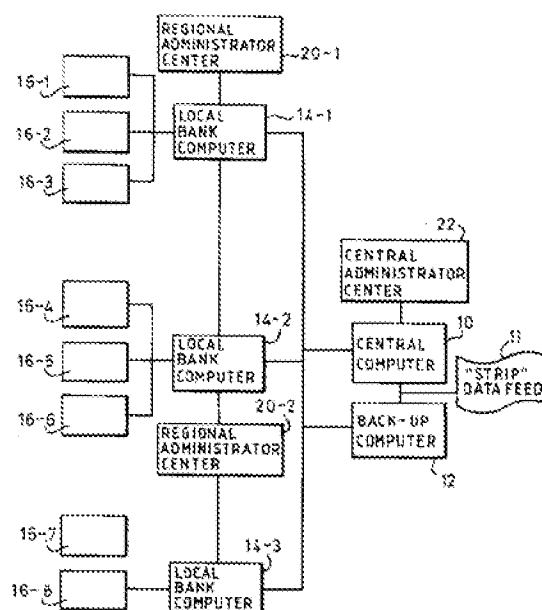 REGIONAL
ADMINISTRATOR
CENTER
20-1
16-1
LOCAL
BANK
COMPUTER
14-1
16-2
16-3
22
CENTRAL
ADMINISTRATOR
CENTER
16-4
14-2
10
11
LOCAL
BANK
COMPUTER
CENTRAL
COMPUTER
"STRIP"
DATA FEED
16-5
20-2
16-6
REGIONAL
ADMINISTRATOR
CENTER
BACK-UP
COMPUTER
12
16-7
14-3
16-8
LOCAL
BANK
COMPUTER